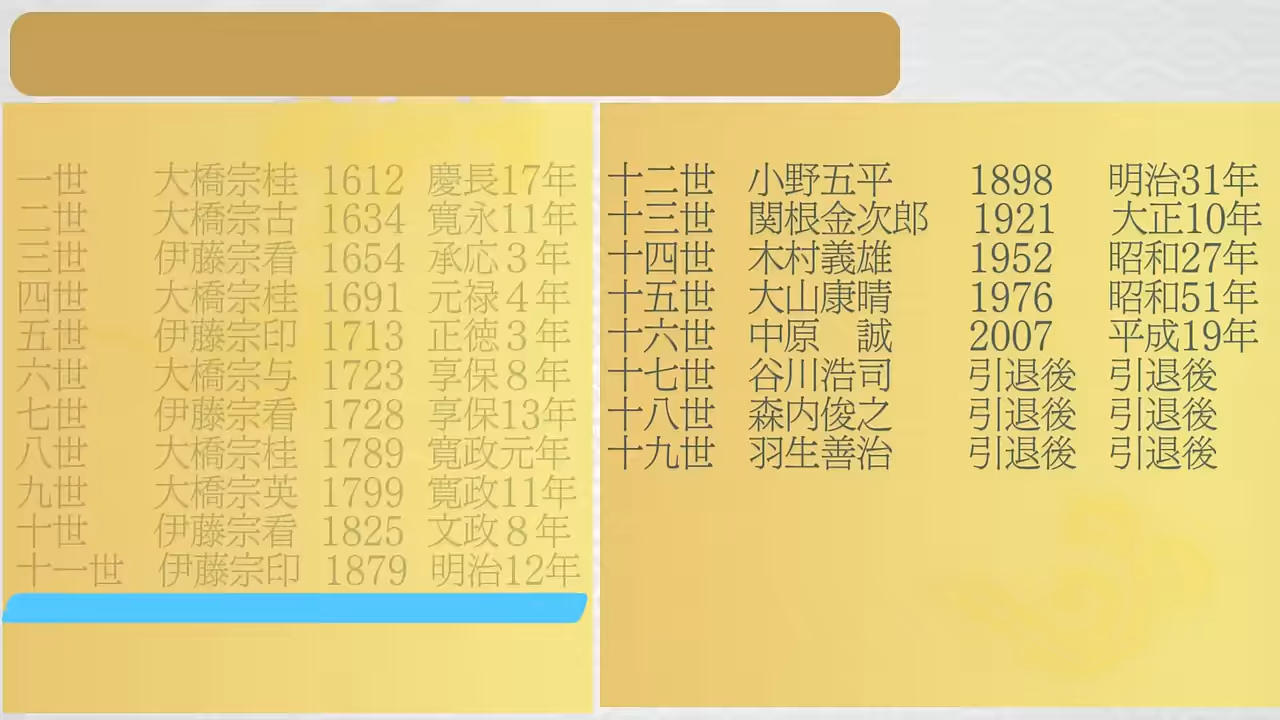 一世 大橋宗桂 1612 慶長17年
二世 大橋宗古 1634 寛永11年
三世 伊藤宗看 1654 承応３年
四世 大橋宗桂 1691 元禄４年
五世 伊藤宗印 1713 正徳３年
六世 大橋宗与 1723 享保８年
七世 伊藤宗看 1728 享保13年
八世 大橋宗桂 1789 寛政元年
九世 大橋宗英 1799 寛政11年
十世 伊藤宗看 1825 文政８年
十一世 伊藤宗印 1879 明治12年
十二世 小野五平 1898 明治31年
十三世 関根金次郎 1921 大正10年
十四世 木村義雄 1952 昭和27年
十五世 大山康晴 1976 昭和51年
十六世 中原　誠 2007 平成19年
十七世 谷川浩司 引退後 引退後
十八世 森内俊之 引退後 引退後
十九世 羽生善治 引退後 引退後